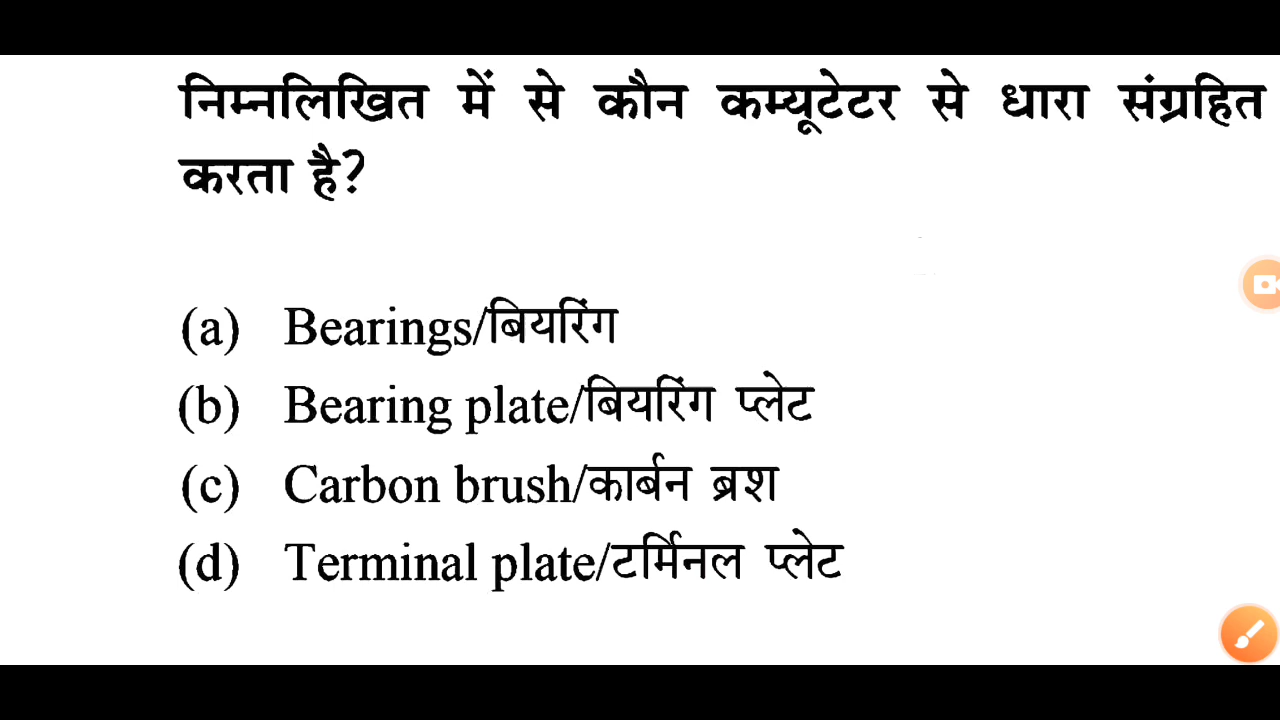 निम्नलिखित में से कौन कम्यूटेटर से धारा संग्रहित
करता है?
(a) Bearings/बियरिंग
(b) Bearing plate/बियरिंग प्लेट
(c) Carbon brush/कार्बन ब्रश
(d) Terminal plate/टर्मिनल प्लेट